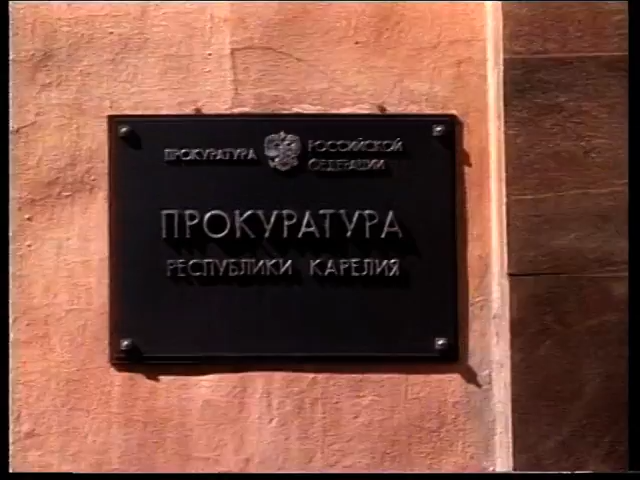 ПРОКУРАТУРА РОССИЙСКОЙ
ФЕДЕРАЦИИ
ПРОКУРАТУРА
РЕСПУБЛИКИ КАРЕЛИЯ